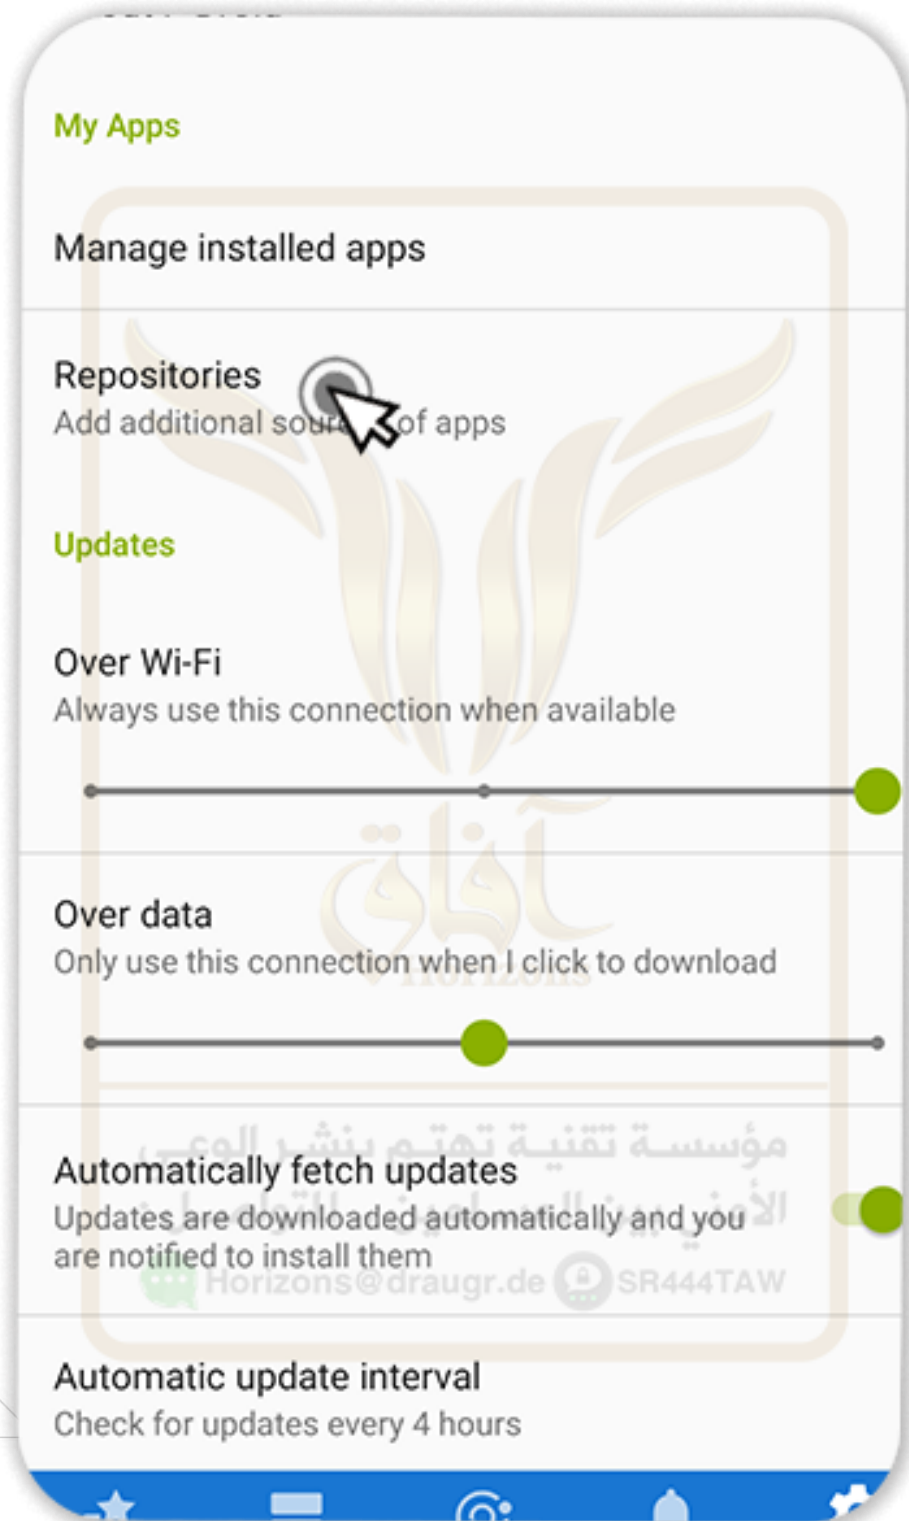 My Apps
Manage installed apps
Repositories
Add additional of apps
Updates
Over Wi-Fi
Always use this connection when available
آفاق
Horizons
Over data
Only use this connection when I click to download
مؤسسة تقنية تهتم بنشر الوعي
Automatically fetch updates
الأمني بين المسلمين
Updates are downloaded automatically and you
are notified to install them
Horizons@draugr.de SR444TAW
Automatic update interval
Check for updates every 4 hours